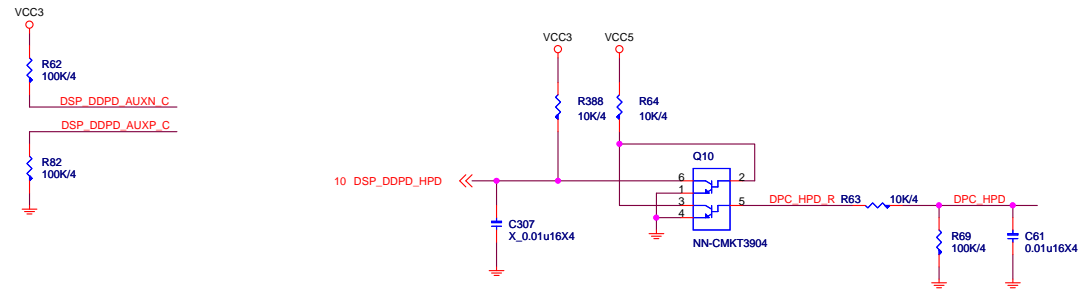 VCC3
R62
100K/4
DSP_DDPD_AUXN_C
DSP_DDPD_AUXP_C
R82
100K/4
VCC3
VCC5
R388
10K/4
R64
10K/4
Q10
10 DSP_DDPD_HPD
6
2
1
3
5
4
NN-CMKT3904
C307
X_0.01u16X4
DPC_HPD_R
R63
10K/4
DPC_HPD
R69
100K/4
C61
0.01u16X4